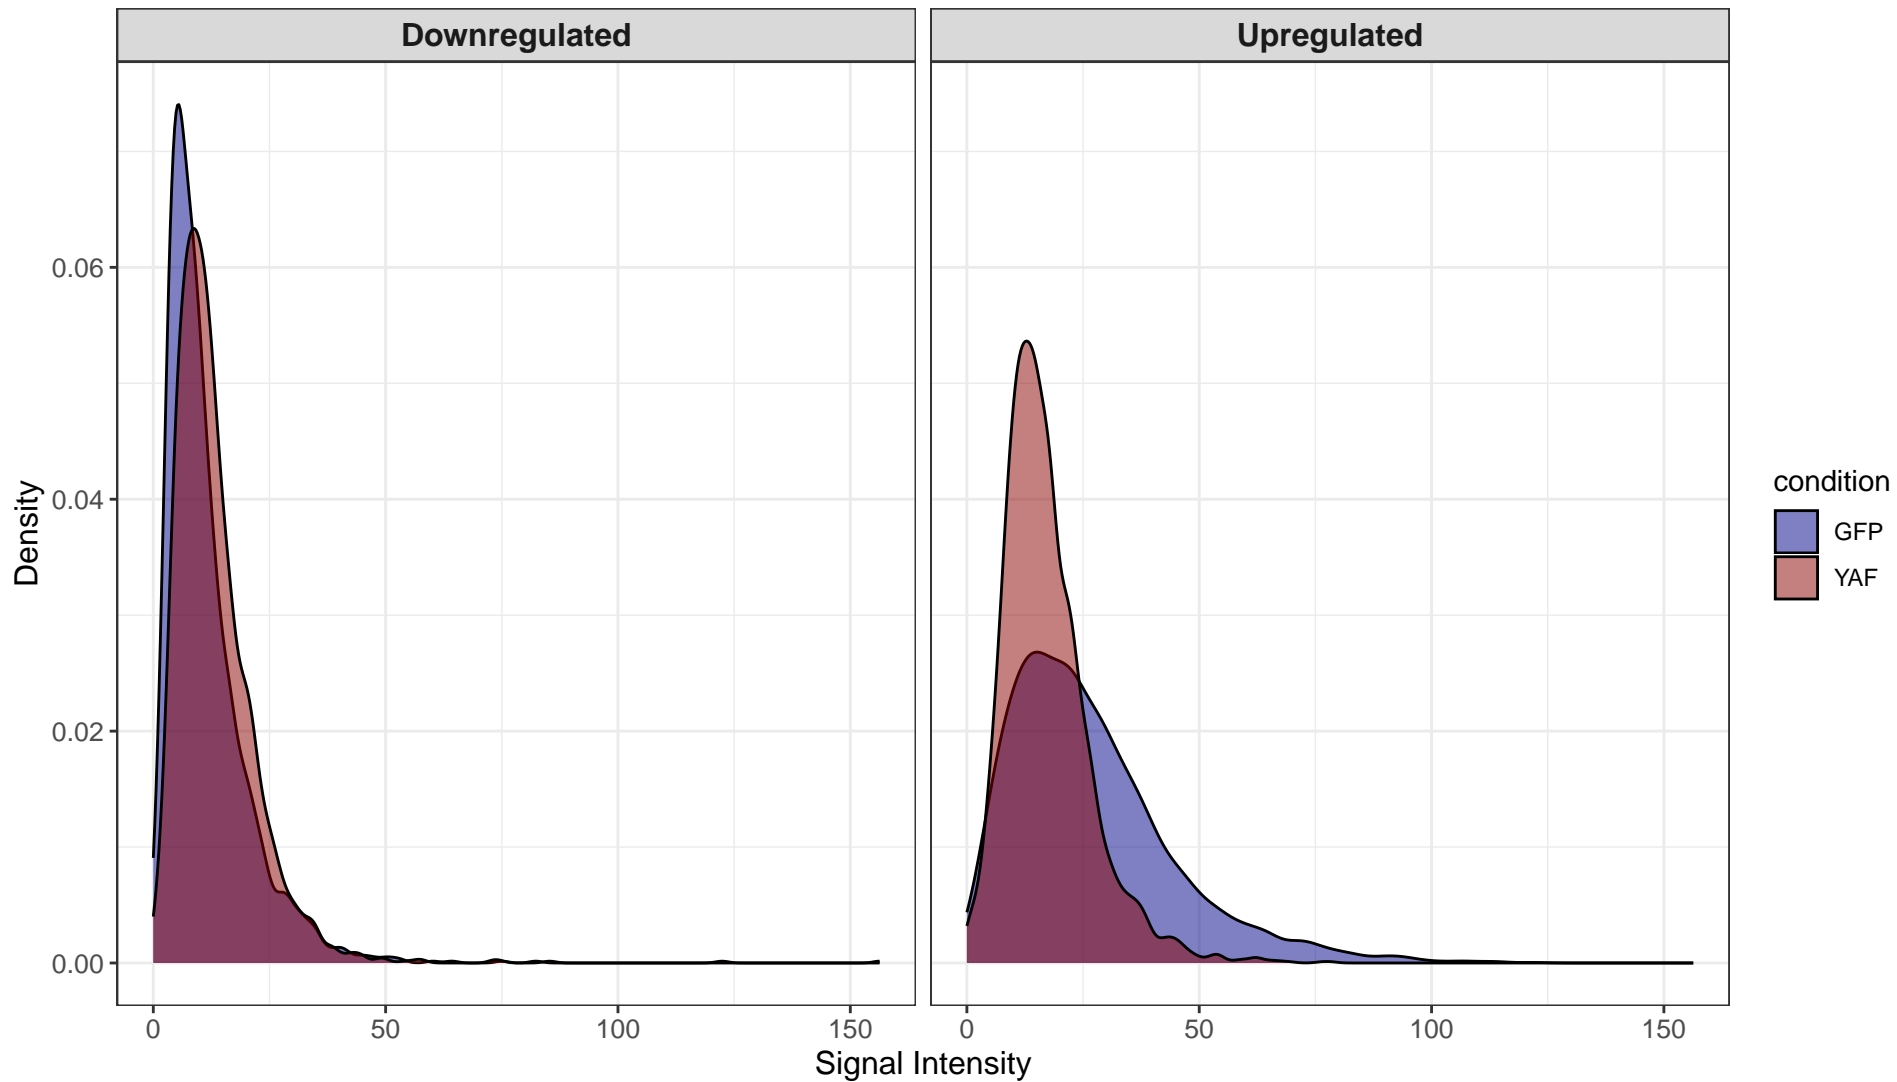 Downregulated
Upregulated
Density
0.06
0.04
0.02
0.00
0 50 100 150
0 50 100 150
Signal Intensity
condition
GFP
YAF